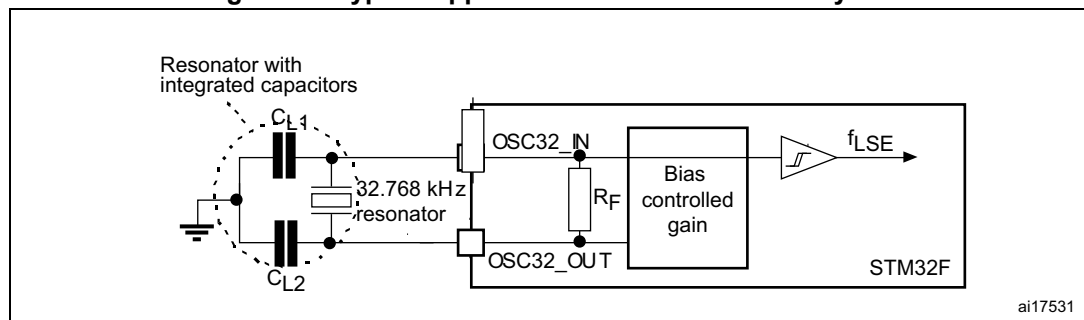 Resonator with
integrated capacitors
CL1
OSC32_IN
fLSE
Bias
controlled
gain
RF
32.768 kHz
resonator
OSC32_OUT
CL2
STM32F
ai17531